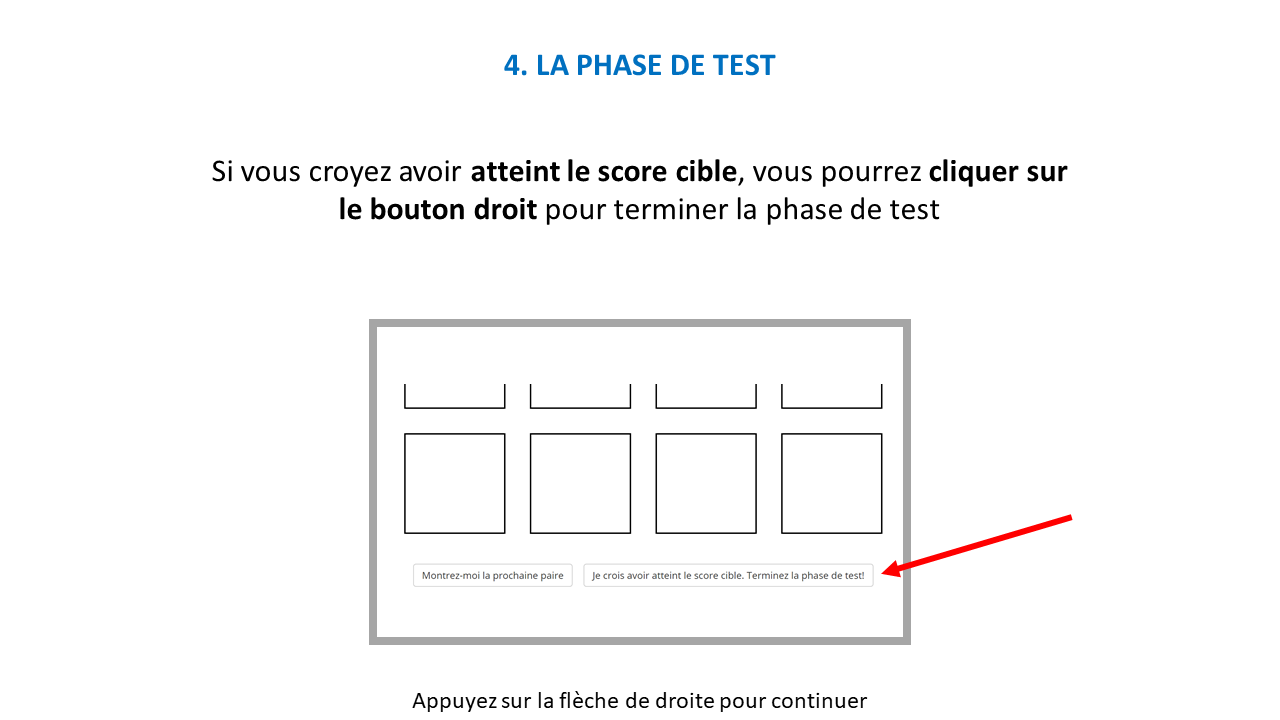 4. LA PHASE DE TEST
Si vous croyez avoir atteint le score cible, vous pourrez cliquer sur
le bouton droit pour terminer la phase de test
Montrez-moi la prochaine paire
Je crois avoir atteint le score cible. Terminez la phase de test!
Appuyez sur la flèche de droite pour continuer